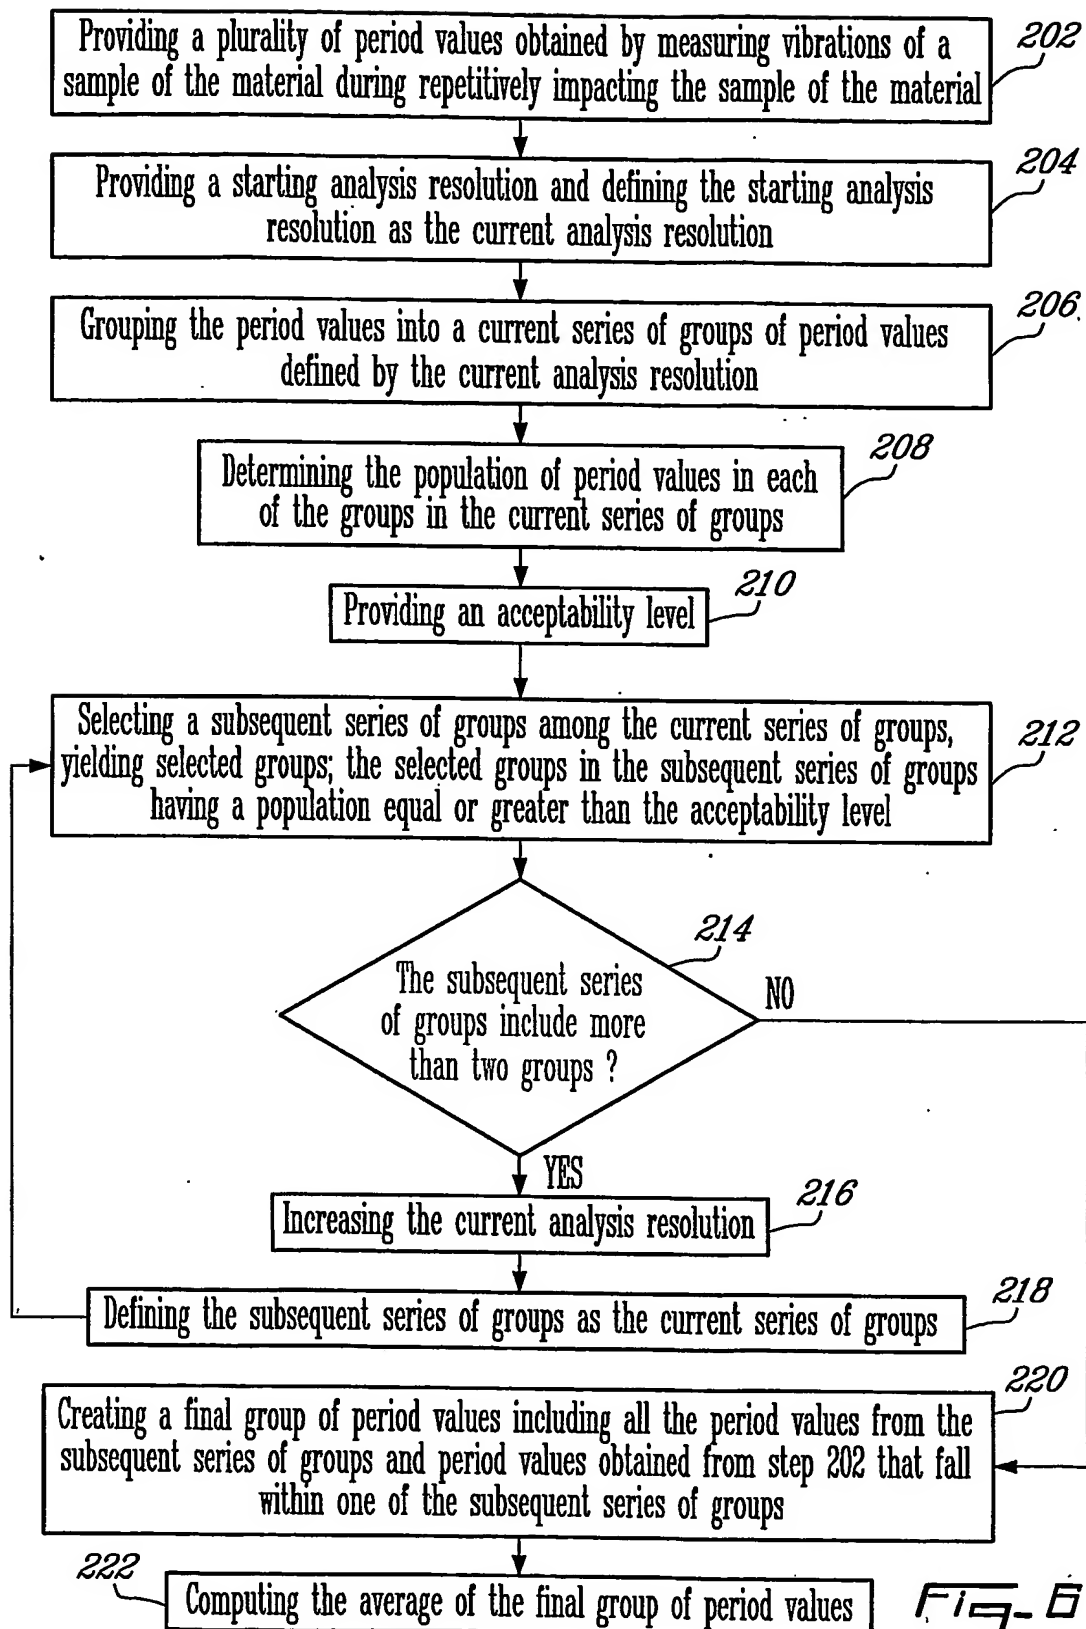 Providing a plurality of period values obtained by measuring vibrations of a
sample of the material during repetitively impacting the sample of the material
202
Providing a starting analysis resolution and defining the starting analysis
resolution as the current analysis resolution
204
Grouping the period values into a current series of groups of period values
defined by the current analysis resolution
206
Determining the population of period values in each
of the groups in the current series of groups
208
Providing an acceptability level
210
Selecting a subsequent series of groups among the current series of groups,
yielding selected groups; the selected groups in the subsequent series of groups
having a population equal or greater than the acceptability level
212
The subsequent series
of groups include more
than two groups ?
214
NO
YES
Increasing the current analysis resolution
216
Defining the subsequent series of groups as the current series of groups
218
Creating a final group of period values including all the period values from the
subsequent series of groups and period values obtained from step 202 that fall
within one of the subsequent series of groups
220
222
Computing the average of the final group of period values
Fig-6